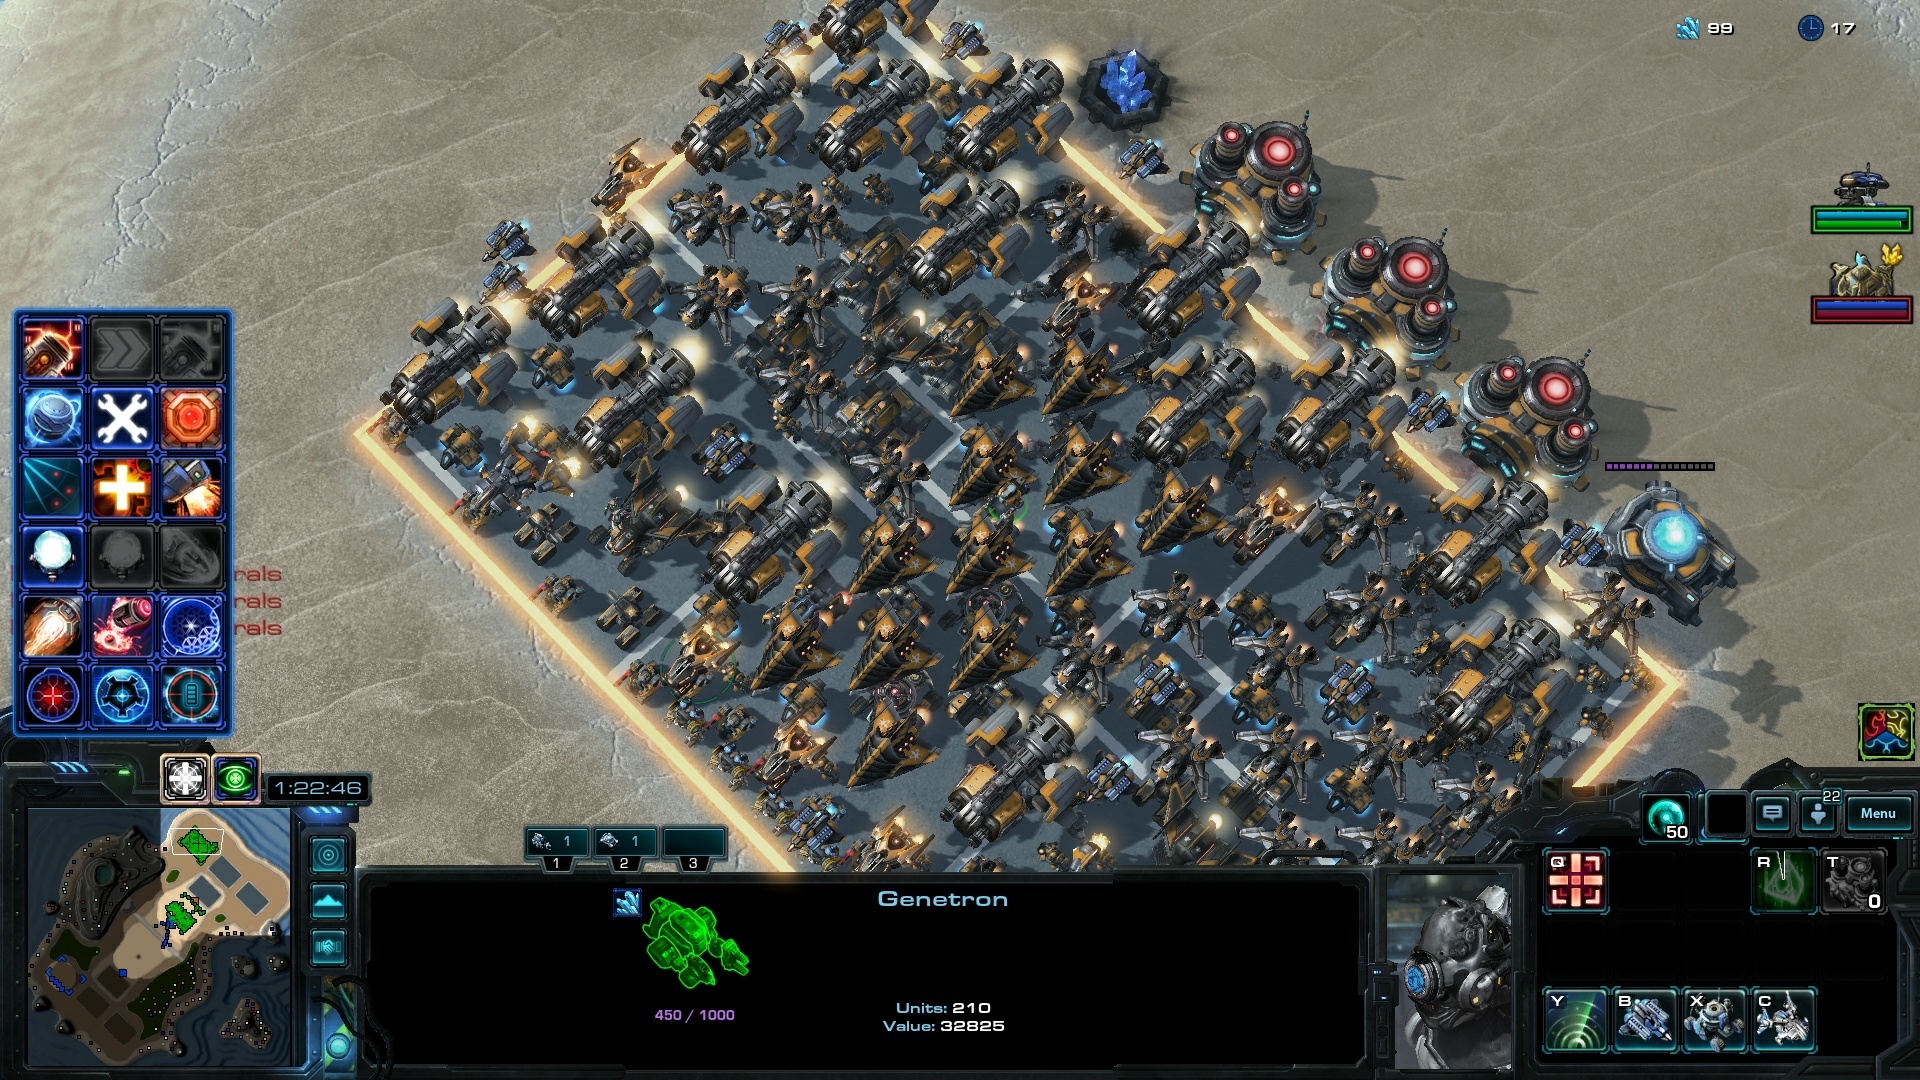 99
17
rals
rals
rals
1:22:46
1
1
1
2
3
Genetron
450 / 1000
Units: 210
Value: 32825
50
22
Menu
Q
R
T
0
Y
B
X
C